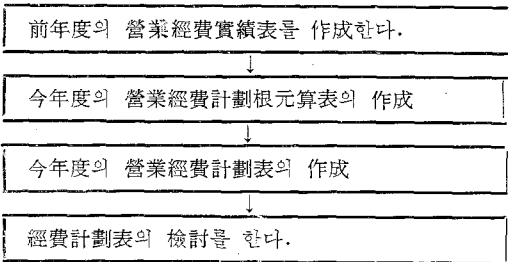 前年度의 營業經費實績表를 作成한다.
↓
今年度의 營業經費計劃根元算表의 作成
↓
今年度의 營業經費計劃表의 作成
↓
經費計劃表의 檢討를 한다.